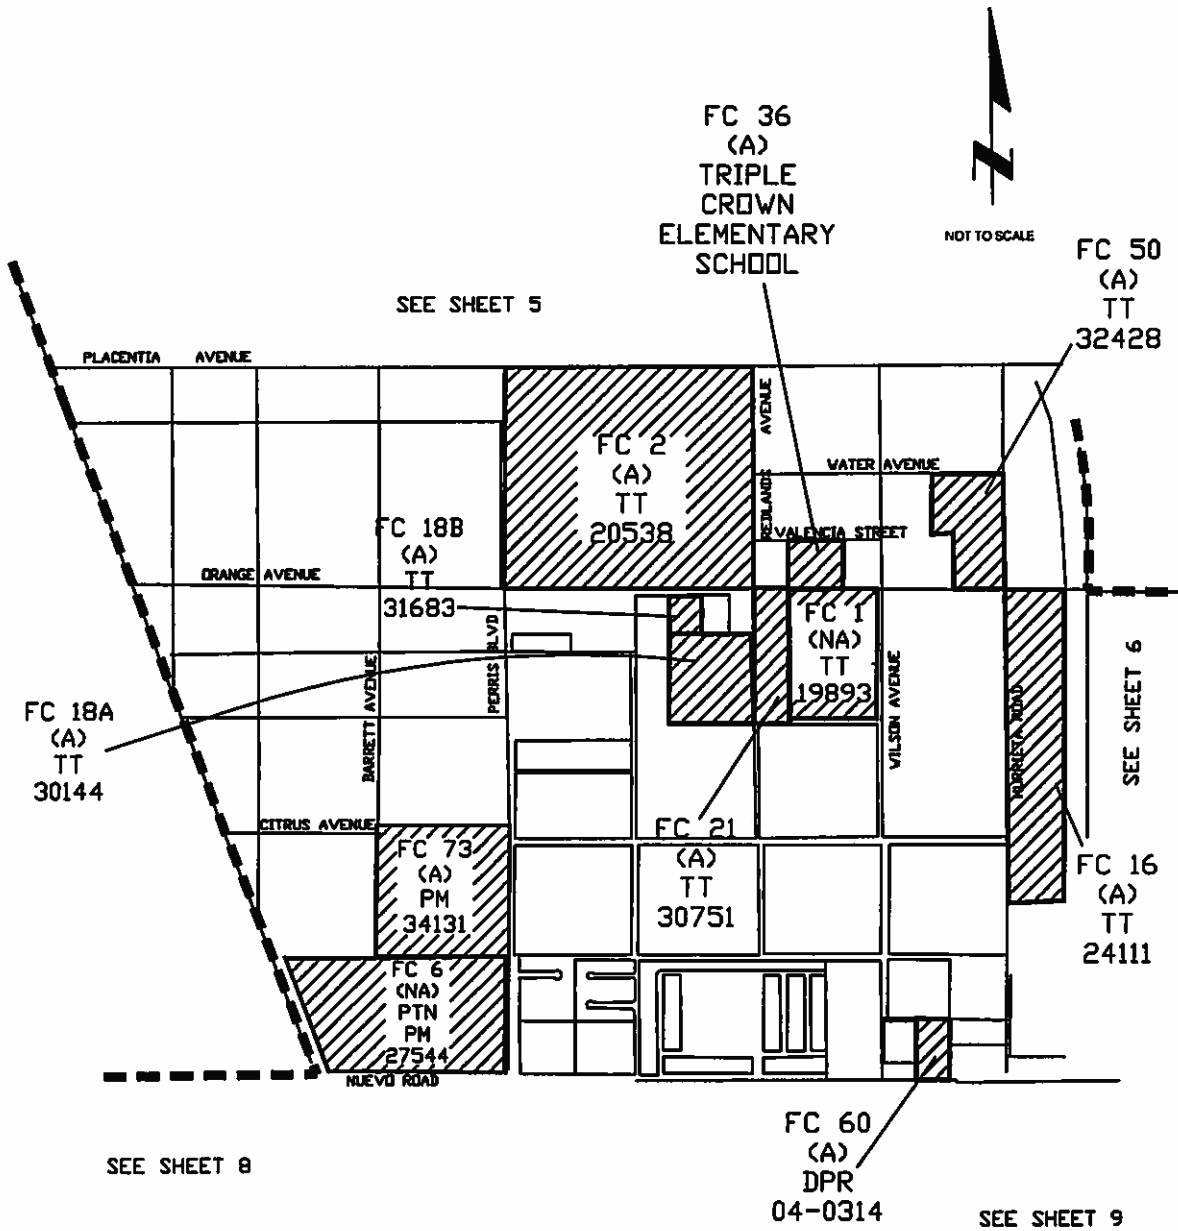 FC 36
(A)
TRIPLE
CROWN
ELEMENTARY
SCHOOL
NOT TO SCALE
FC 50
(A)
TT
32428
SEE SHEET 5
PLACENTIA AVENUE
REDLANDS AVENUE
FC 2
(A)
TT
20538
WATER AVENUE
VALENCIA STREET
FC 18B
(A)
TT
31683
ORANGE AVENUE
FC 1
(NA)
TT
19893
PERRIS BLVD
BARRETT AVENUE
WILSON AVENUE
MURRIETA ROAD
SEE SHEET 6
FC 18A
(A)
TT
30144
CITRUS AVENUE
FC 73
(A)
PM
34131
FC 21
(A)
TT
30751
FC 16
(A)
TT
24111
FC 6
(NA)
PTN
PM
27544
NUEVO ROAD
FC 60
(A)
DPR
04-0314
SEE SHEET 8
SEE SHEET 9